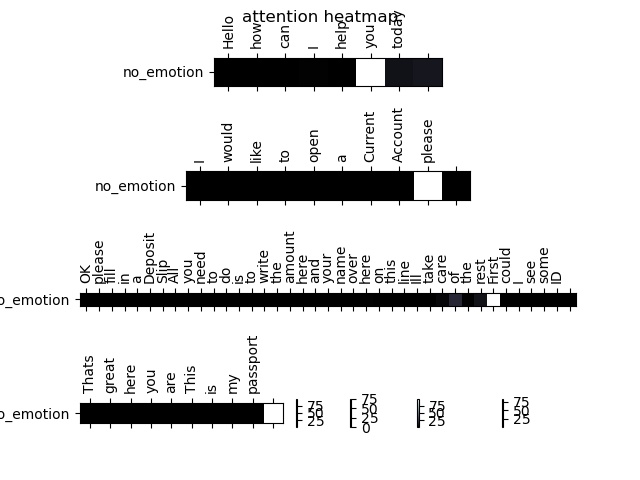 attention heatmap
Hello how can I help you today
no_emotion
I would like to open a Current Account please
no_emotion
OK please fill in a Deposit Slip All you need to do is to write the amount here and your name over here on this line ill take care of the rest First could I see some ID
o_emotion
Thats great here you are This is my passport
o_emotion
75 50 25
75 50 25 0
75 50 25
75 50 25